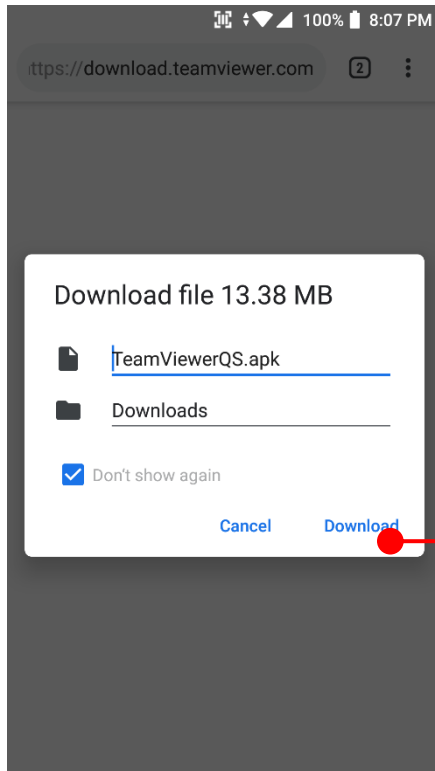 100% 8:07 PM
ttps://download.teamviewer.com 2
Download file 13.38 MB
TeamViewerQS.apk
Downloads
Don't show again
Cancel Download